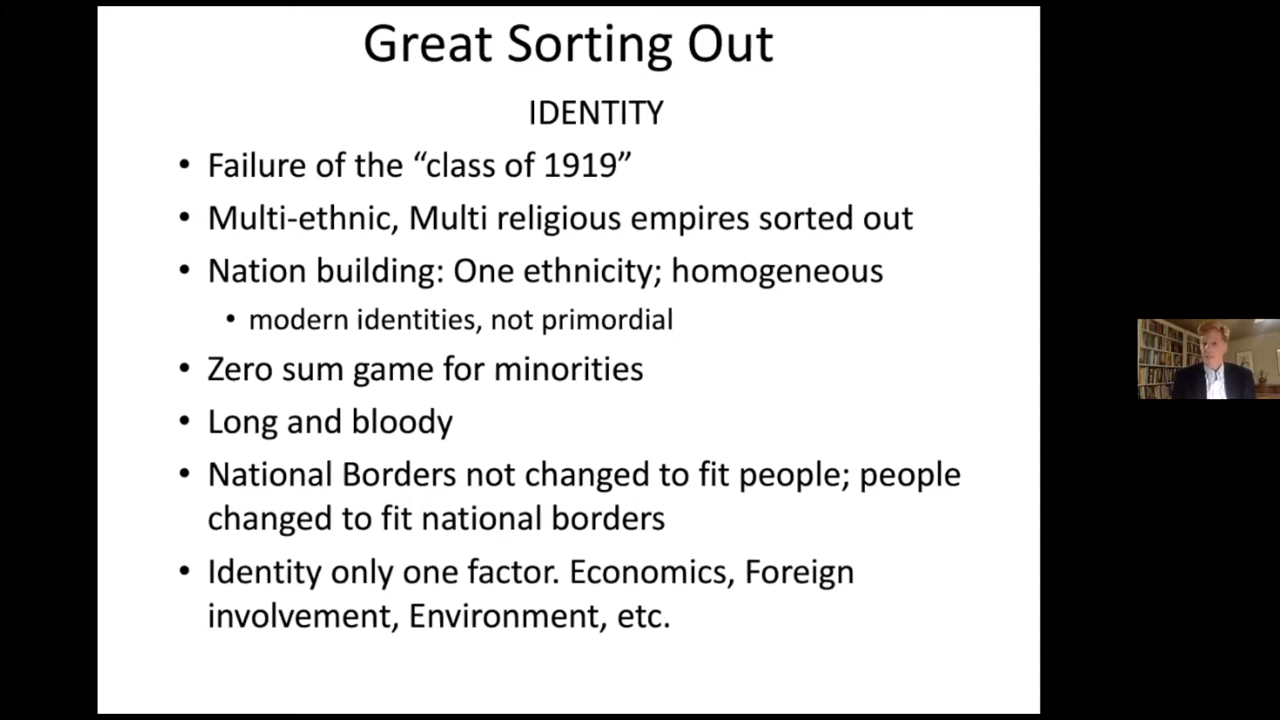 Great Sorting Out
IDENTITY
• Failure of the “class of 1919”
• Multi-ethnic, Multi religious empires sorted out
• Nation building: One ethnicity; homogeneous
• modern identities, not primordial
• Zero sum game for minorities
• Long and bloody
• National Borders not changed to fit people; people
changed to fit national borders
• Identity only one factor. Economics, Foreign
involvement, Environment, etc.